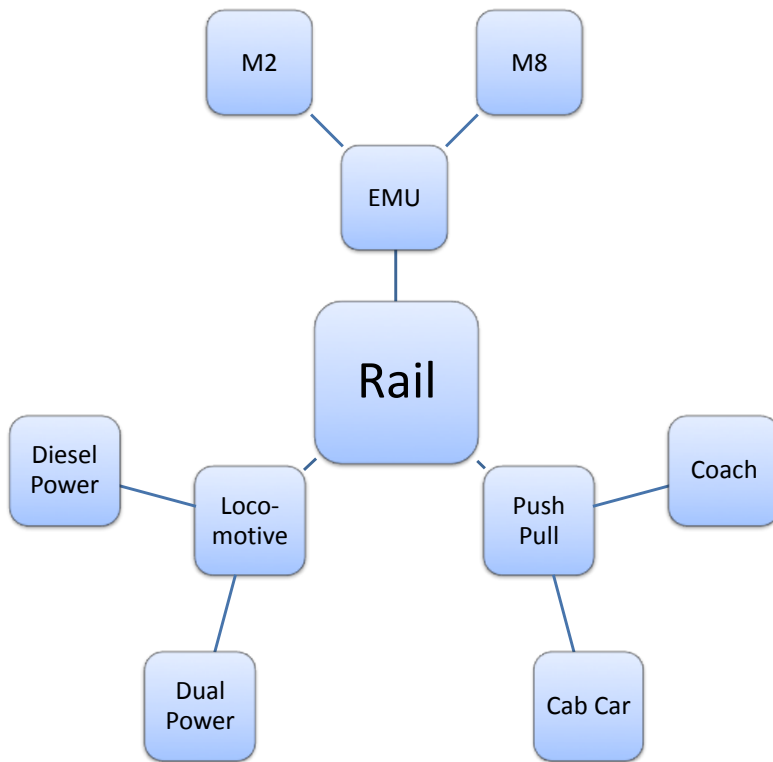 M2
M8
EMU
Rail
Diesel
Power
Loco-
motive
Push
Pull
Coach
Dual
Power
Cab Car